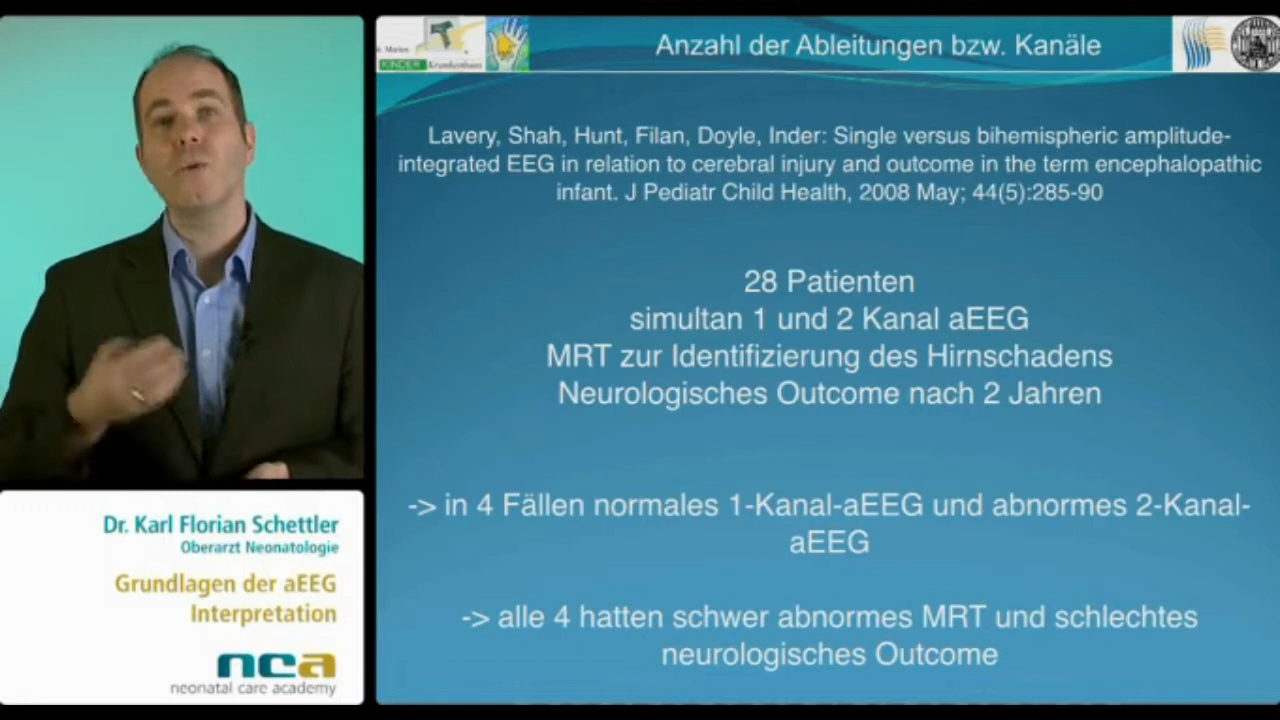 St. Marien
KINDER Krankenhaus
Anzahl der Ableitungen bzw. Kanäle
Lavery, Shah, Hunt, Filan, Doyle, Inder: Single versus bihemispheric amplitude-
integrated EEG in relation to cerebral injury and outcome in the term encephalopathic
infant. J Pediatr Child Health, 2008 May; 44(5):285-90
28 Patienten
simultan 1 und 2 Kanal aEEG
MRT zur Identifizierung des Hirnschadens
Neurologisches Outcome nach 2 Jahren
-> in 4 Fällen normales 1-Kanal-aEEG und abnormes 2-Kanal-
aEEG
-> alle 4 hatten schwer abnormes MRT und schlechtes
neurologisches Outcome
Dr. Karl Florian Schettler
Oberarzt Neonatologie
Grundlagen der aEEG
Interpretation
nca
neonatal care academy